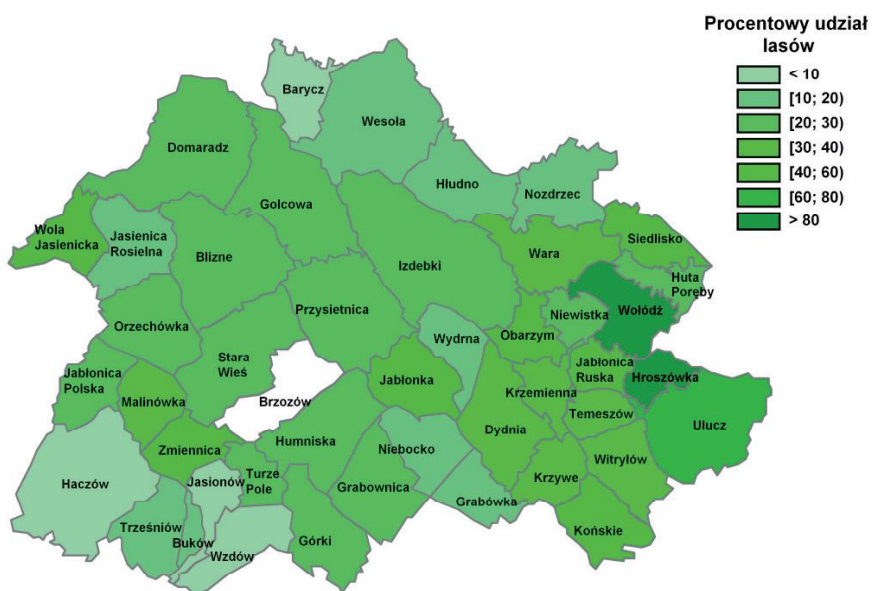 Procentowy udział
lasów
< 10
[10; 20)
[20; 30)
[30; 40)
[40; 60)
[60; 80)
> 80
Barycz
Wesoła
Domaradz
Hłudno
Nozdrzec
Golcowa
Wola
Jasienicka
Jasienica
Rosielna
Blizne
Izdebki
Wara
Siedlisko
Huta
Poręby
Przysietnica
Wołódź
Niewistka
Orzechówka
Obarzym
Wydrna
Stara
Wieś
Jabłonica
Ruska
Jabłonica
Polska
Jabłonka
Hroszówka
Malinówka
Brzozów
Krzemienna
Temeszów
Ulucz
Dydnia
Humniska
Zmiennica
Niebocko
Witryłów
Turze
Pole
Krzywe
Haczów
Jasionów
Grabownica
Grabówka
Trześniów
Buków
Górki
Końskie
Wzdów